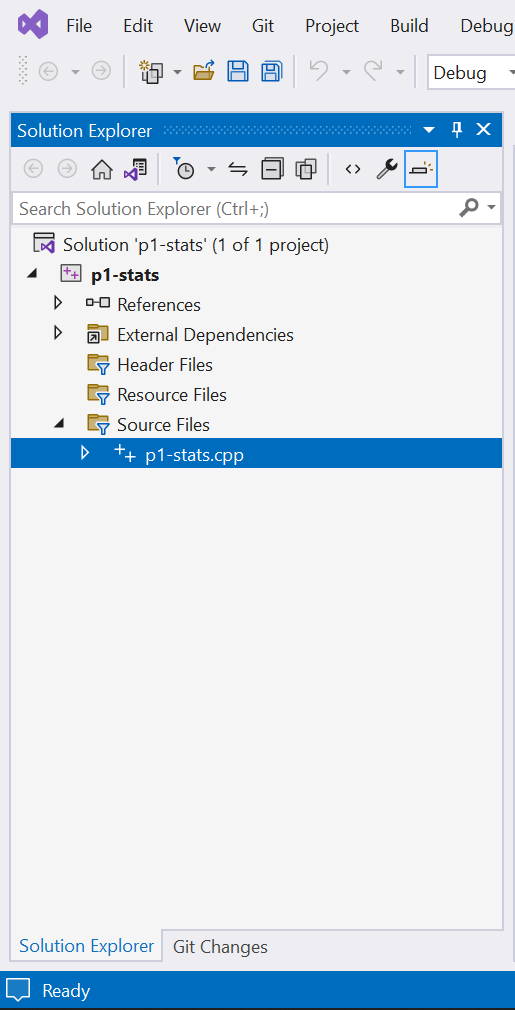 File Edit View Git Project Build Debug
Debug
Solution Explorer
Search Solution Explorer (Ctrl+;)
Solution 'p1-stats' (1 of 1 project)
p1-stats
References
External Dependencies
Header Files
Resource Files
Source Files
p1-stats.cpp
Solution Explorer Git Changes
Ready